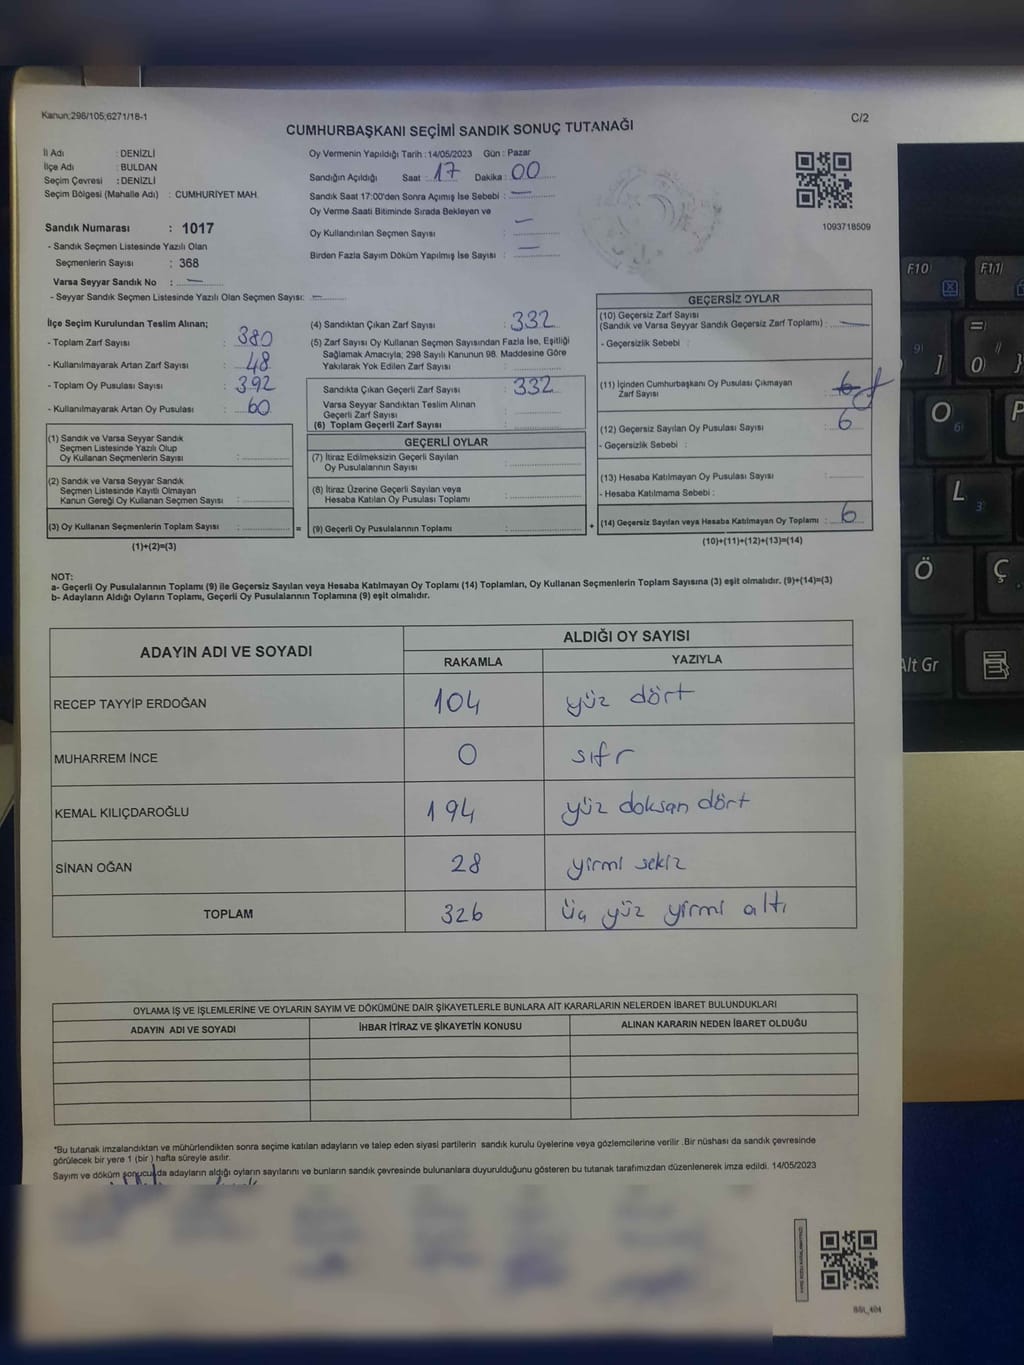 Kanun;298/105;6271/18-1
C/2
CUMHURBAŞKANI SEÇİMİ SANDIK SONUÇ TUTANAĞI
İl Adı : DENİZLİ
İlçe Adı : BULDAN
Seçim Çevresi : DENİZLİ
Seçim Bölgesi (Mahalle Adı) : CUMHURİYET MAH.
Sandık Numarası : 1017
- Sandık Seçmen Listesinde Yazılı Olan
Seçmenlerin Sayısı : 368
Varsa Seyyar Sandık No : —
- Seyyar Sandık Seçmen Listesinde Yazılı Olan Seçmen Sayısı: —
Oy Vermenin Yapıldığı Tarih : 14/05/2023 Gün : Pazar
Sandığın Açıldığı Saat : 17 Dakika : 00
Sandık Saat 17:00'den Sonra Açımış İse Sebebi : —
Oy Verme Saati Bitiminde Sırada Bekleyen ve —
Oy Kullandırılan Seçmen Sayısı :
Birden Fazla Sayım Döküm Yapılmış İse Sayısı : —
1093718509
İlçe Seçim Kurulundan Teslim Alınan;
- Toplam Zarf Sayısı : 380
- Kullanılmayarak Artan Zarf Sayısı : 48
- Toplam Oy Pusulası Sayısı : 392
- Kullanılmayarak Artan Oy Pusulası : 60
(1) Sandık ve Varsa Seyyar Sandık
Seçmen Listesinde Yazılı Olup
Oy Kullanan Seçmenlerin Sayısı :
(2) Sandık ve Varsa Seyyar Sandık
Seçmen Listesinde Kayıtlı Olmayan
Kanun Gereği Oy Kullanan Seçmen Sayısı :
(3) Oy Kullanan Seçmenlerin Toplam Sayısı : =
(1)+(2)=(3)
(4) Sandıktan Çıkan Zarf Sayısı : 332
(5) Zarf Sayısı Oy Kullanan Seçmen Sayısından Fazla İse, Eşitliği
Sağlamak Amacıyla; 298 Sayılı Kanunun 98. Maddesine Göre
Yakılarak Yok Edilen Zarf Sayısı :
Sandıkta Çıkan Geçerli Zarf Sayısı : 332
Varsa Seyyar Sandıktan Teslim Alınan
Geçerli Zarf Sayısı :
(6) Toplam Geçerli Zarf Sayısı :
GEÇERLİ OYLAR
(7) İtiraz Edilmeksizin Geçerli Sayılan
Oy Pusulalarının Sayısı :
(8) İtiraz Üzerine Geçerli Sayılan veya
Hesaba Katılan Oy Pusulası Toplamı :
(9) Geçerli Oy Pusulalarının Toplamı : +
GEÇERSİZ OYLAR
(10) Geçersiz Zarf Sayısı
(Sandık ve Varsa Seyyar Sandık Geçersiz Zarf Toplamı) : —
- Geçersizlik Sebebi :
(11) İçinden Cumhurbaşkanı Oy Pusulası Çıkmayan
Zarf Sayısı : 6
(12) Geçersiz Sayılan Oy Pusulası Sayısı : 6
- Geçersizlik Sebebi :
(13) Hesaba Katılmayan Oy Pusulası Sayısı :
- Hesaba Katılmama Sebebi :
(14) Geçersiz Sayılan veya Hesaba Katılmayan Oy Toplamı : 6
(10)+(11)+(12)+(13)=(14)
NOT:
a- Geçerli Oy Pusulalarının Toplamı (9) ile Geçersiz Sayılan veya Hesaba Katılmayan Oy Toplamı (14) Toplamları, Oy Kullanan Seçmenlerin Toplam Sayısına (3) eşit olmalıdır. (9)+(14)=(3)
b- Adayların Aldığı Oyların Toplamı, Geçerli Oy Pusulalarının Toplamına (9) eşit olmalıdır.
ADAYIN ADI VE SOYADI
ALDIĞI OY SAYISI
RAKAMLA YAZIYLA
RECEP TAYYİP ERDOĞAN 104 yüz dört
MUHARREM İNCE 0 sıfr
KEMAL KILIÇDAROĞLU 194 yüz doksan dört
SİNAN OĞAN 28 yirmi sekiz
TOPLAM 326 üç yüz yirmi altı
OYLAMA İŞ VE İŞLEMLERİNE VE OYLARIN SAYIM VE DÖKÜMÜNE DAİR ŞİKAYETLERLE BUNLARA AİT KARARLARIN NELERDEN İBARET BULUNDUKLARI
ADAYIN ADI VE SOYADI İHBAR İTİRAZ VE ŞİKAYETİN KONUSU ALINAN KARARIN NEDEN İBARET OLDUĞU
*Bu tutanak imzalandıktan ve mühürlendikten sonra seçime katılan adayların ve talep eden siyasi partilerin sandık kurulu üyelerine veya gözlemcilerine verilir .Bir nüshası da sandık çevresinde
görülecek bir yere 1 (bir ) hafta süreyle asılır.
Sayım ve döküm sonucunda adayların aldığı oyların sayılarını ve bunların sandık çevresinde bulunanlara duyurulduğunu gösteren bu tutanak tarafımızdan düzenlenerek imza edildi. 14/05/2023
F10
F11
9)
]
=
0
}
O
6
P
L
3
Ö
Ç
Alt Gr